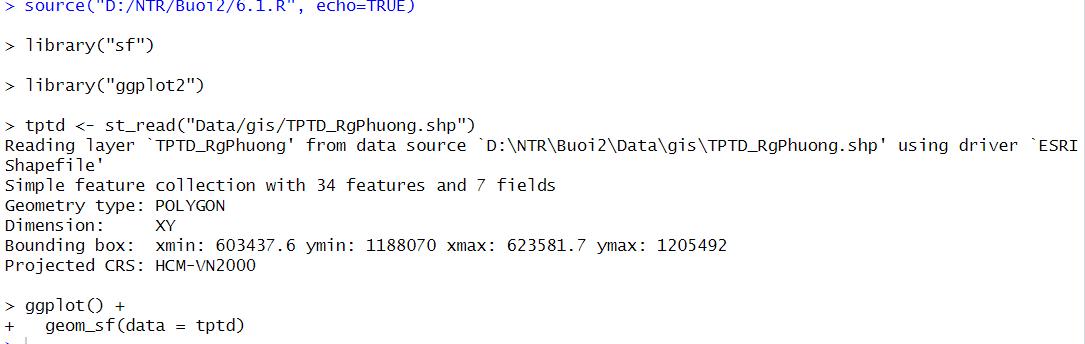 > source("D:/NTR/Buoi2/6.1.R", echo=TRUE)
> library("sf")
> library("ggplot2")
> tptd <- st_read("Data/gis/TPTD_RgPhuong.shp")
Reading layer `TPTD_RgPhuong' from data source `D:\NTR\Buoi2\Data\gis\TPTD_RgPhuong.shp' using driver `ESRI
Shapefile'
Simple feature collection with 34 features and 7 fields
Geometry type: POLYGON
Dimension:     XY
Bounding box:  xmin: 603437.6 ymin: 1188070 xmax: 623581.7 ymax: 1205492
Projected CRS: HCM-VN2000
> ggplot() +
+   geom_sf(data = tptd)
>